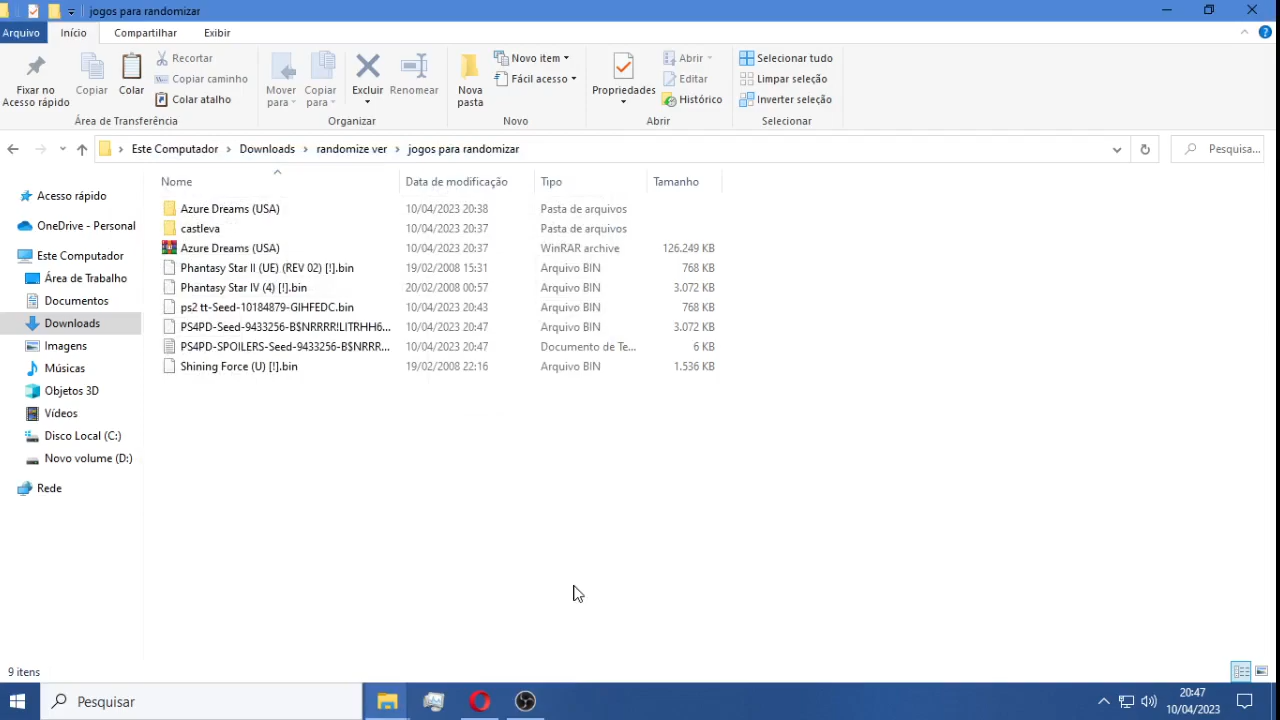 jogos para randomizar
Arquivo Início Compartilhar Exibir
Fixar no Acesso rápido
Copiar
Colar
Recortar
Copiar caminho
Colar atalho
Área de Transferência
Mover para
Copiar para
Excluir
Renomear
Organizar
Nova pasta
Novo item
Fácil acesso
Novo
Propriedades
Abrir
Editar
Histórico
Abrir
Selecionar tudo
Limpar seleção
Inverter seleção
Selecionar
Este Computador > Downloads > randomize ver > jogos para randomizar
Pesquisa...
Acesso rápido
OneDrive - Personal
Este Computador
Área de Trabalho
Documentos
Downloads
Imagens
Músicas
Objetos 3D
Vídeos
Disco Local (C:)
Novo volume (D:)
Rede
Nome Data de modificação Tipo Tamanho
Azure Dreams (USA) 10/04/2023 20:38 Pasta de arquivos
castleva 10/04/2023 20:37 Pasta de arquivos
Azure Dreams (USA) 10/04/2023 20:37 WinRAR archive 126.249 KB
Phantasy Star II (UE) (REV 02) [!].bin 19/02/2008 15:31 Arquivo BIN 768 KB
Phantasy Star IV (4) [!].bin 20/02/2008 00:57 Arquivo BIN 3.072 KB
ps2 tt-Seed-10184879-GIHFEDC.bin 10/04/2023 20:43 Arquivo BIN 768 KB
PS4PD-Seed-9433256-B$NRRRR!LITRHH6... 10/04/2023 20:47 Arquivo BIN 3.072 KB
PS4PD-SPOILERS-Seed-9433256-B$NRRR... 10/04/2023 20:47 Documento de Te... 6 KB
Shining Force (U) [!].bin 19/02/2008 22:16 Arquivo BIN 1.536 KB
9 itens
Pesquisar
20:47
10/04/2023